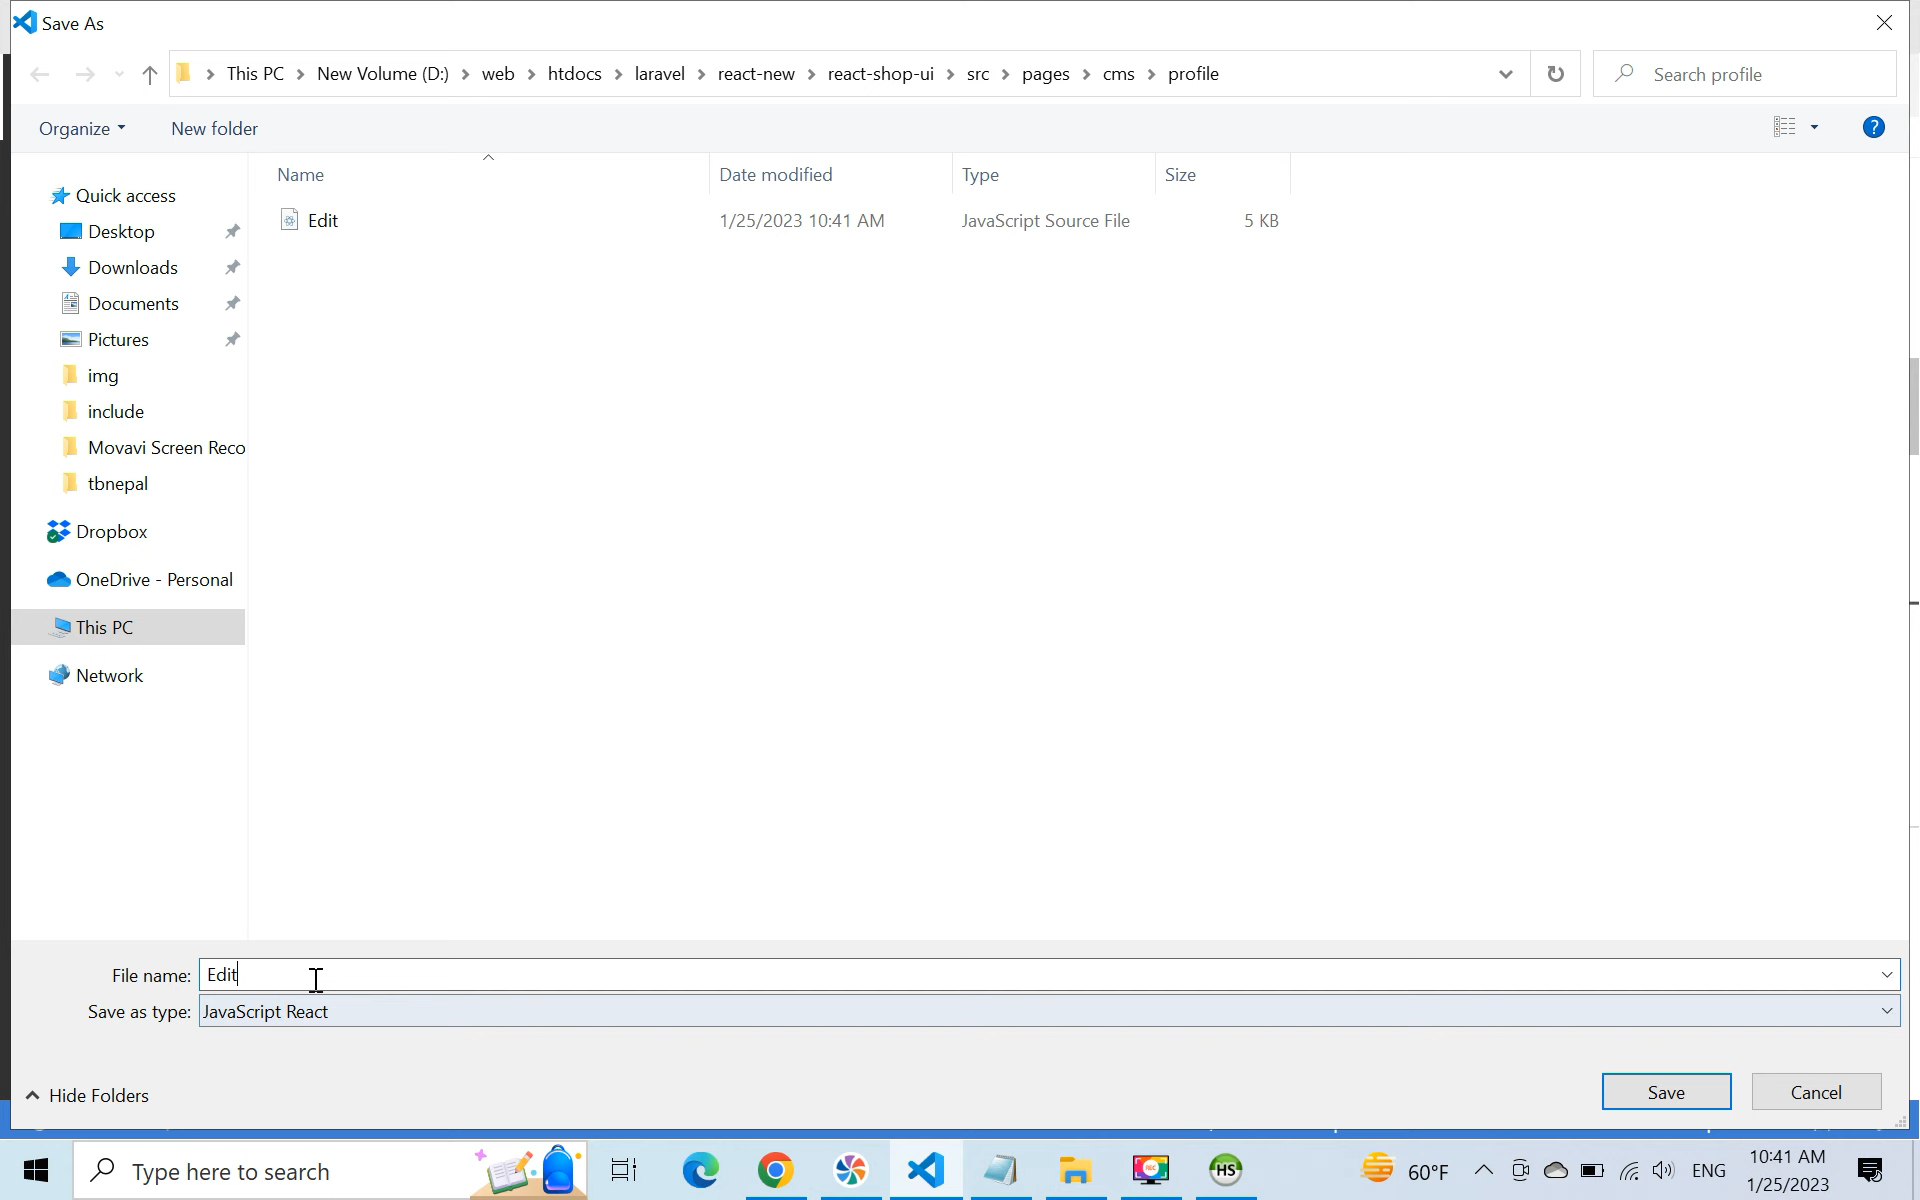 Save As
This PC > New Volume (D:) > web > htdocs > laravel > react-new > react-shop-ui > src > pages > cms > profile
Search profile
Organize
New folder
?
Name
Date modified
Type
Size
Edit
1/25/2023 10:41 AM
JavaScript Source File
5 KB
Quick access
Desktop
Downloads
Documents
Pictures
img
include
Movavi Screen Reco
tbnepal
Dropbox
OneDrive - Personal
This PC
Network
File name: Edit
Save as type: JavaScript React
Hide Folders
Save
Cancel
Type here to search
REC
HS
60°F
ENG
10:41 AM
1/25/2023